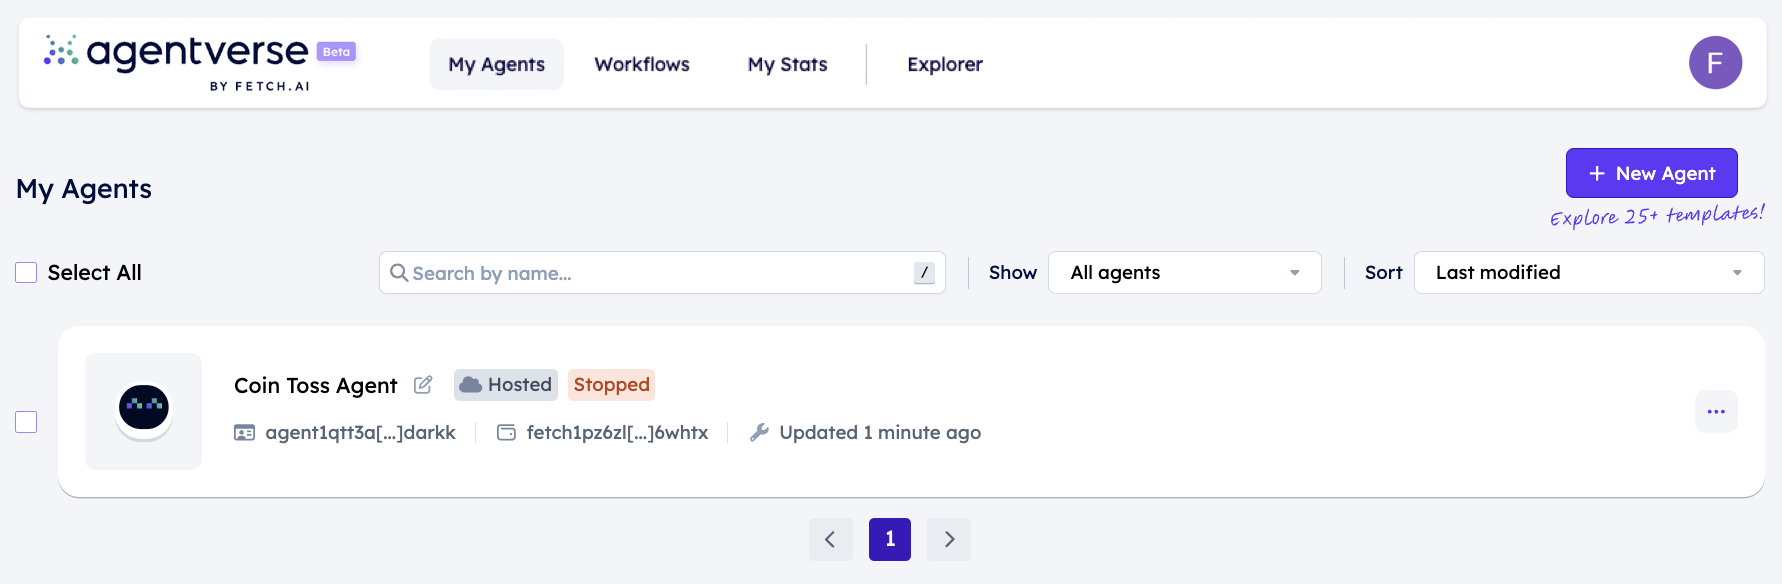 agentverse Beta
BY FETCH.AI
My Agents
Workflows
My Stats
Explorer
F
My Agents
+ New Agent
Explore 25+ templates!
Select All
Search by name...
/
Show
All agents
Sort
Last modified
Coin Toss Agent
Hosted
Stopped
agent1qtt3a[...]darkk
fetch1pz6zl[...]6whtx
Updated 1 minute ago
1